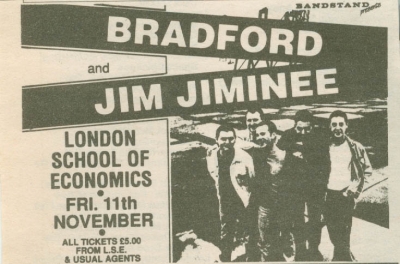 BANDSTAND
presents
BRADFORD
and
JIM JIMINEE
LONDON
SCHOOL OF
ECONOMICS
•
FRI. 11th
NOVEMBER
•
ALL TICKETS £5.00
FROM L.S.E.
& USUAL AGENTS